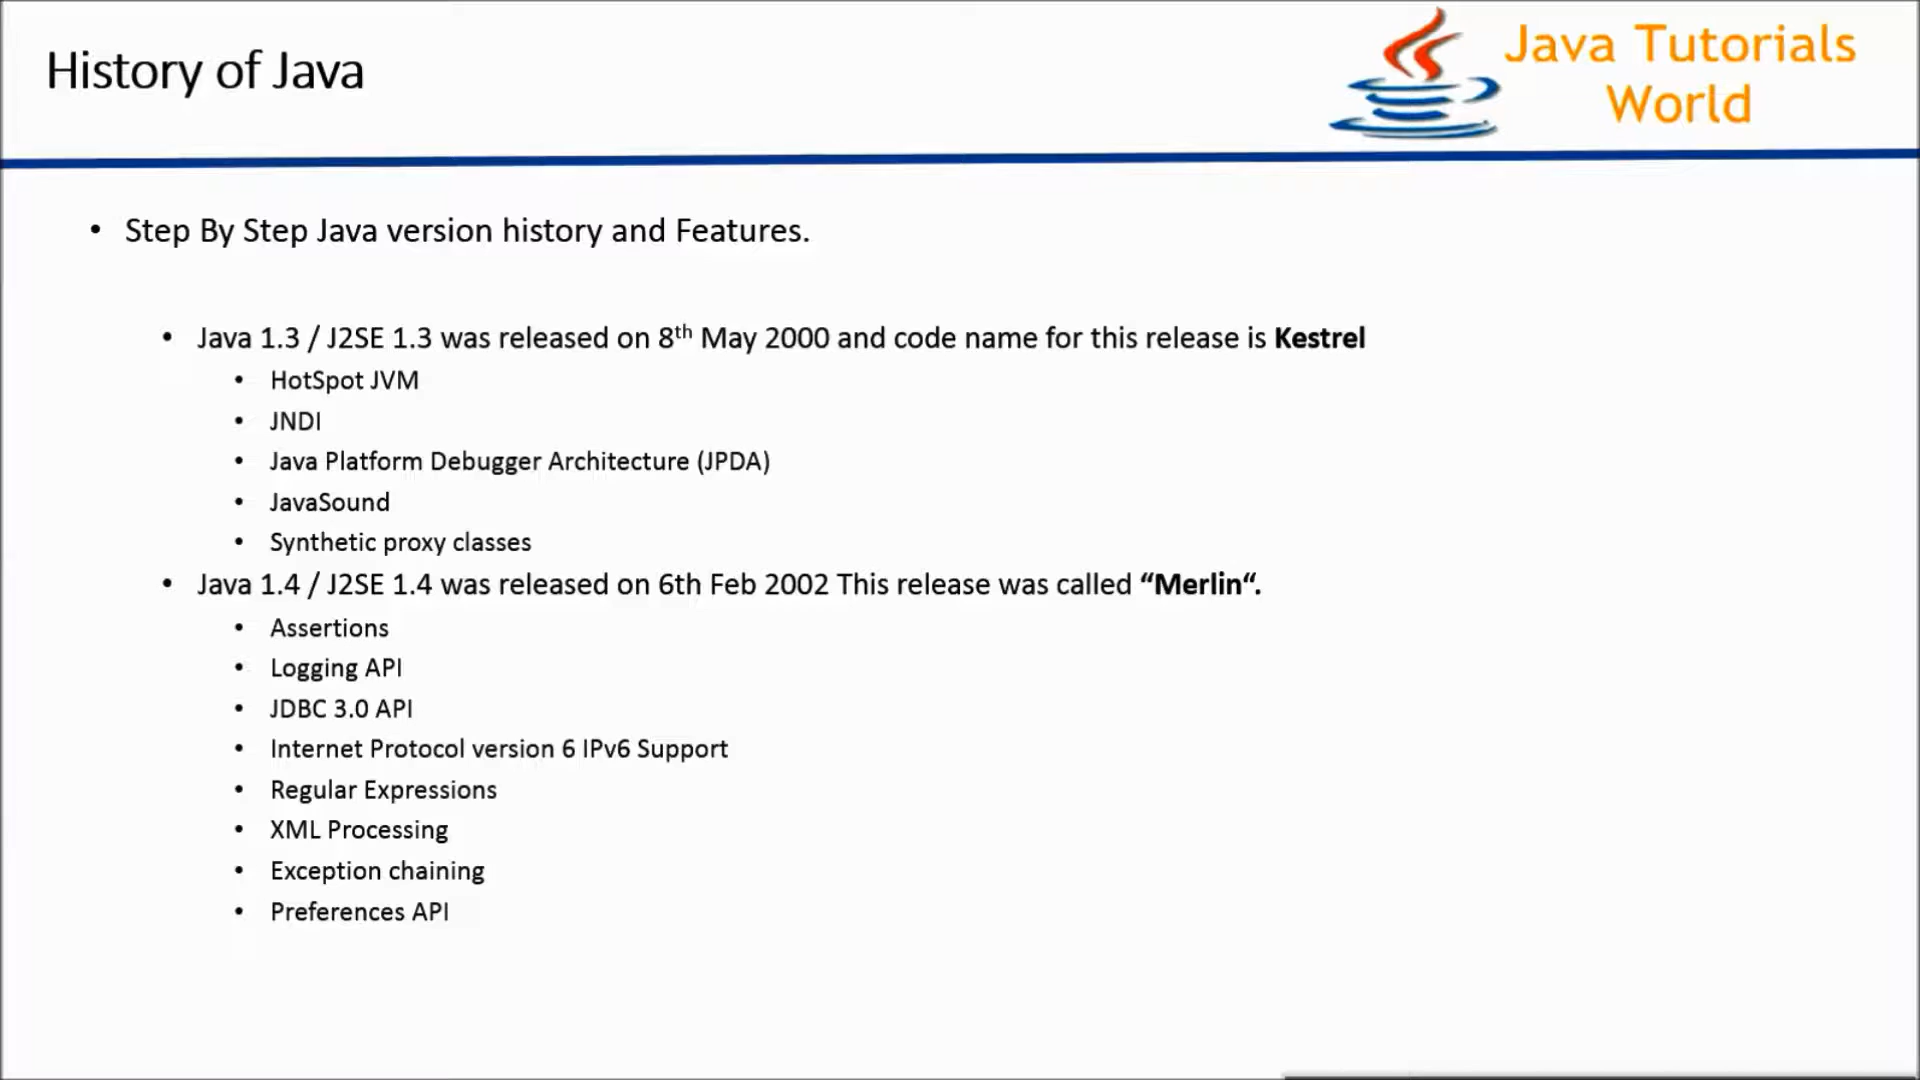 History of Java
Java Tutorials
World
• Step By Step Java version history and Features.
• Java 1.3 / J2SE 1.3 was released on 8th May 2000 and code name for this release is Kestrel
• HotSpot JVM
• JNDI
• Java Platform Debugger Architecture (JPDA)
• JavaSound
• Synthetic proxy classes
• Java 1.4 / J2SE 1.4 was released on 6th Feb 2002 This release was called “Merlin“.
• Assertions
• Logging API
• JDBC 3.0 API
• Internet Protocol version 6 IPv6 Support
• Regular Expressions
• XML Processing
• Exception chaining
• Preferences API